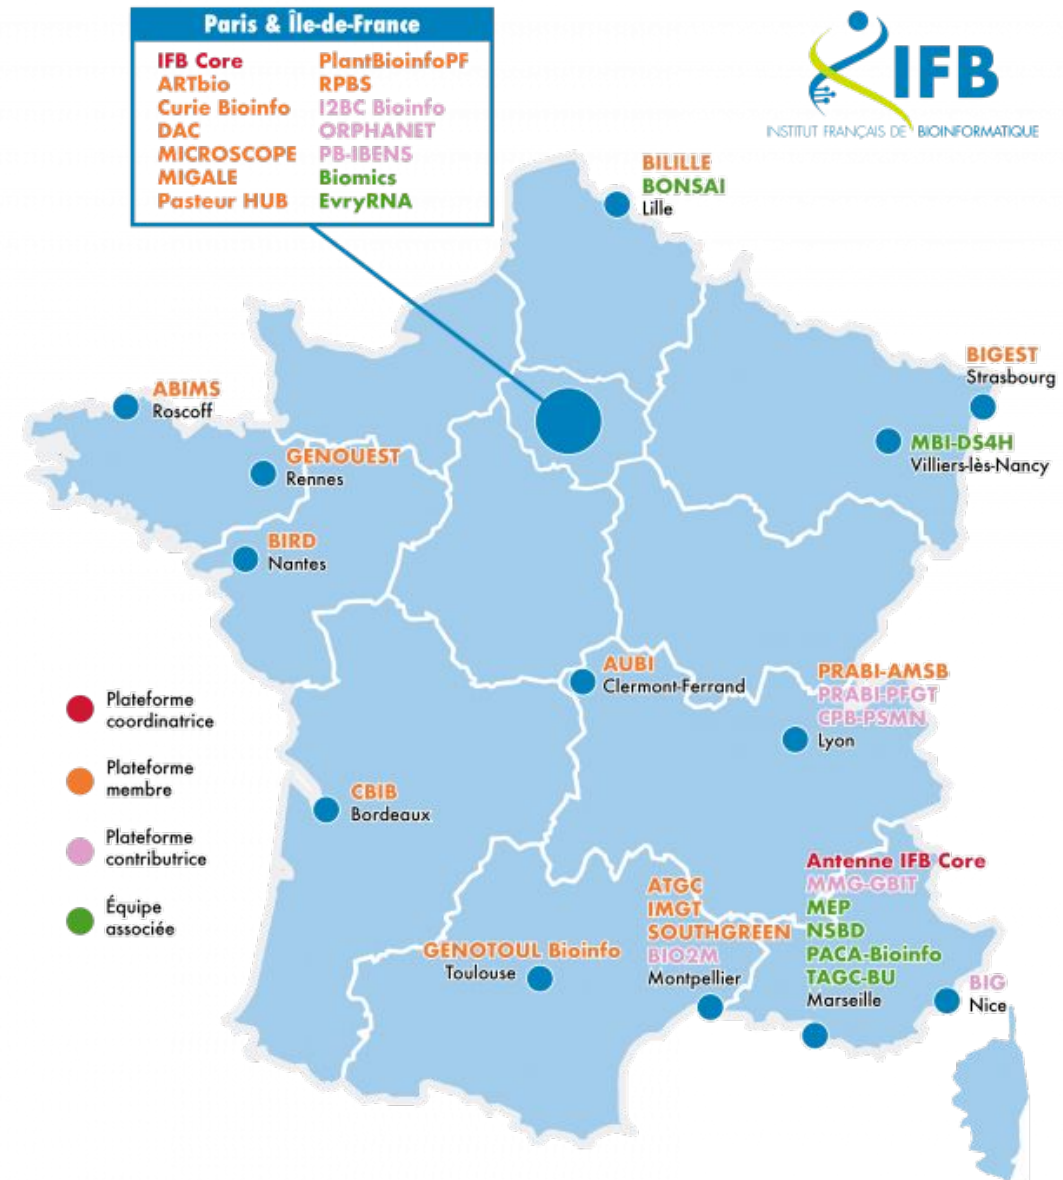 Paris & Île-de-France
IFB Core
ARTbio
Curie Bioinfo
DAC
MICROSCOPE
MIGALE
Pasteur HUB
PlantBioinfoPF
RPBS
I2BC Bioinfo
ORPHANET
PB-IBENS
Biomics
EvryRNA
IFB
INSTITUT FRANÇAIS DE BIOINFORMATIQUE
BILILLE
BONSAI
Lille
BIGEST
Strasbourg
ABIMS
Roscoff
MBI-DS4H
Villiers-lès-Nancy
GENOUEST
Rennes
BIRD
Nantes
AUBI
Clermont-Ferrand
PRABI-AMSB
PRABI-PFGT
CPB-PSMN
Lyon
Plateforme
coordinatrice
Plateforme
membre
Plateforme
contributrice
Équipe
associée
CBIB
Bordeaux
GENOTOUL Bioinfo
Toulouse
ATGC
IMGT
SOUTHGREEN
BIO2M
Montpellier
Antenne IFB Core
MMG-GBIT
MEP
NSBD
PACA-Bioinfo
TAGC-BU
Marseille
BIG
Nice